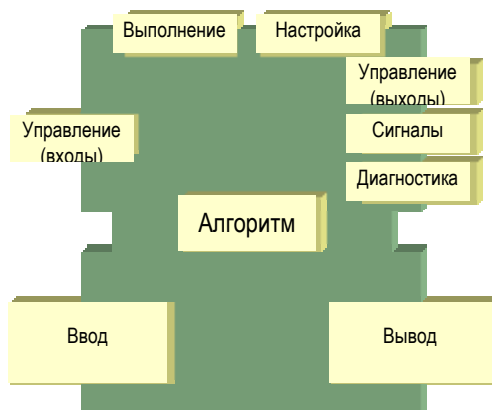 Выполнение
Настройка
Управление
(выходы)
Управление
(входы)
Сигналы
Диагностика
Алгоритм
Ввод
Вывод